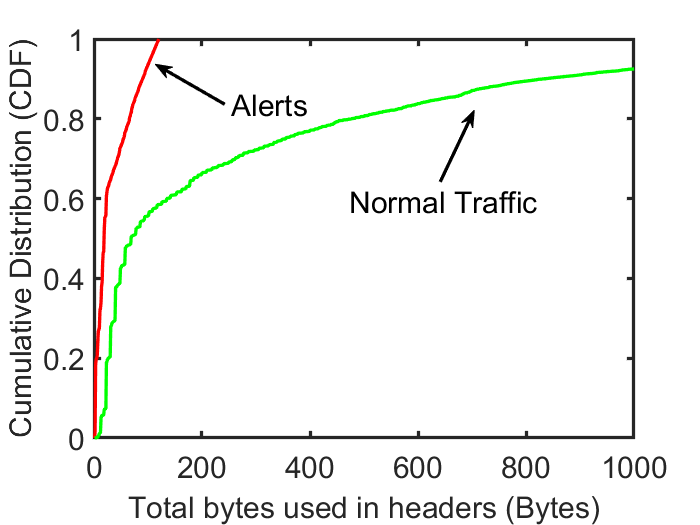 1
0.8
0.6
0.4
0.2
0
Cumulative Distribution (CDF)
Alerts
Normal Traffic
0 200 400 600 800 1000
Total bytes used in headers (Bytes)